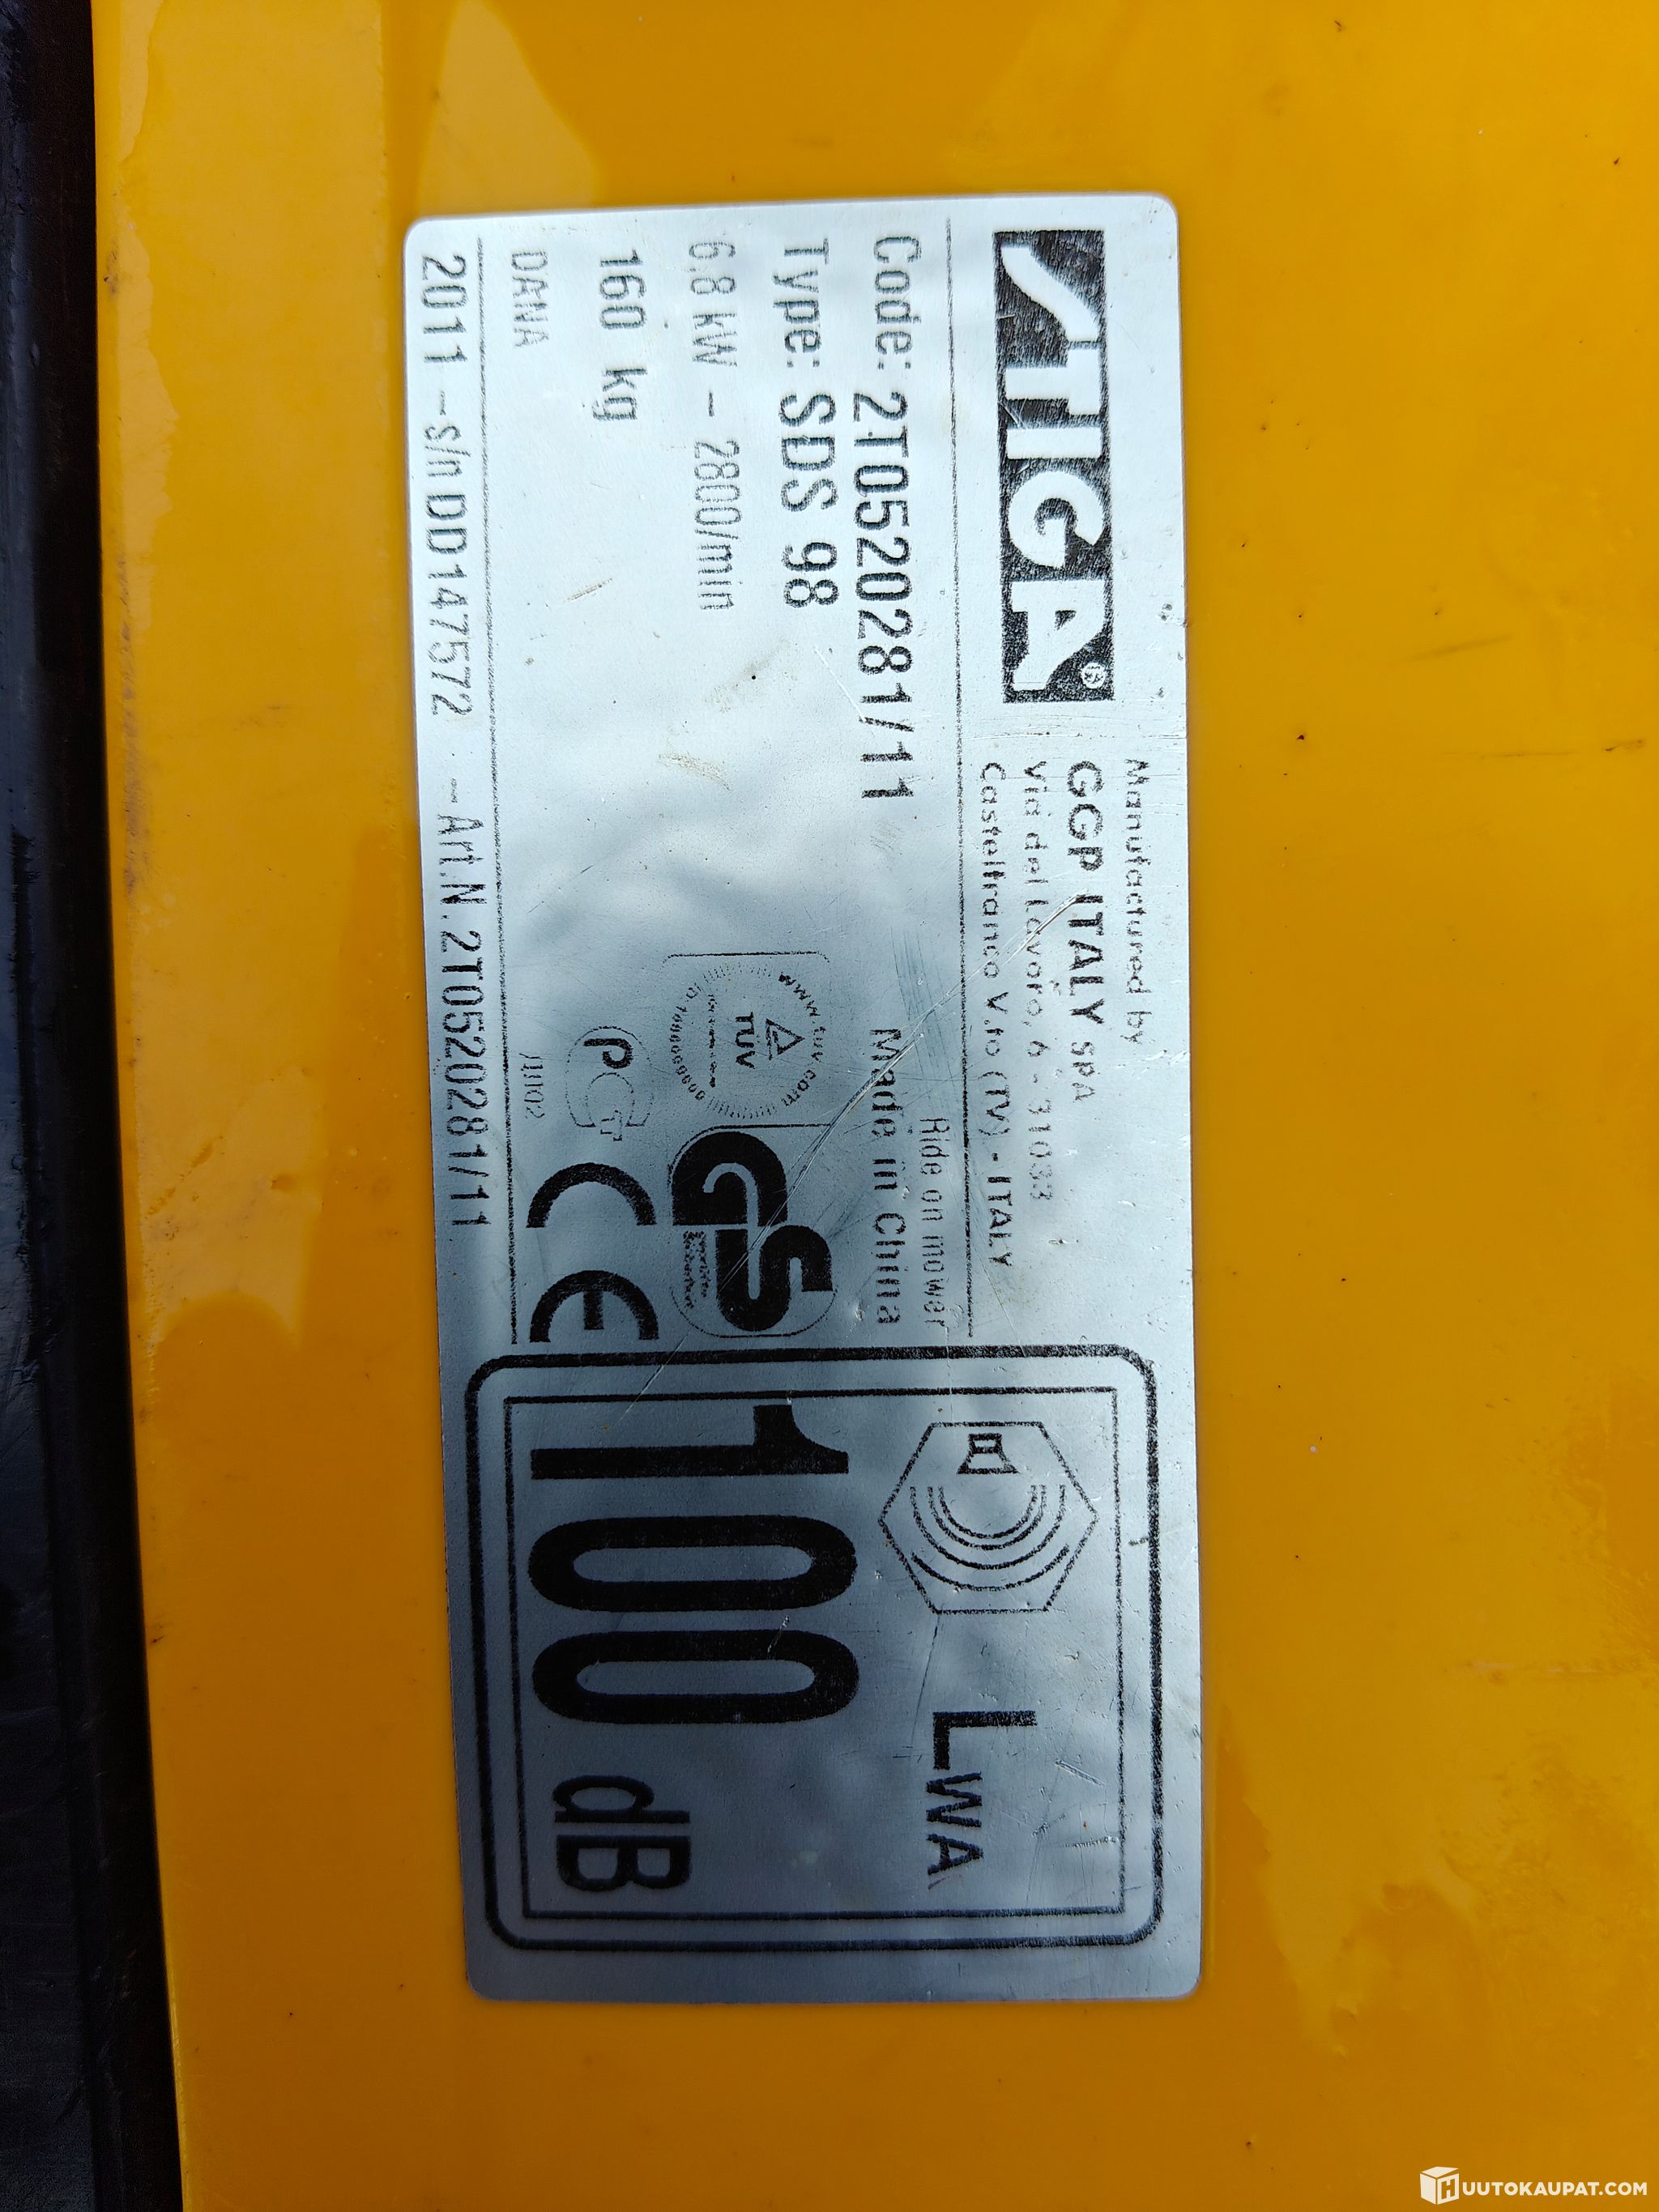 STIGA®
Manufactured by
GGP ITALY SPA
Via del Lavoro, 6 - 31033
Castelfranco V.to (TV) - ITALY
Code: 2T0520281/11
Type: SDS 98
6,8 kW - 2800/min
160 kg
DANA
2011 - s/n DD147572 - Art.N.2T0520281/11
Ride on mower
Made in China
www.tuv.com
TÜV
GS
PCT
CE
LWA
100 dB
HUUTOKAUPAT.COM